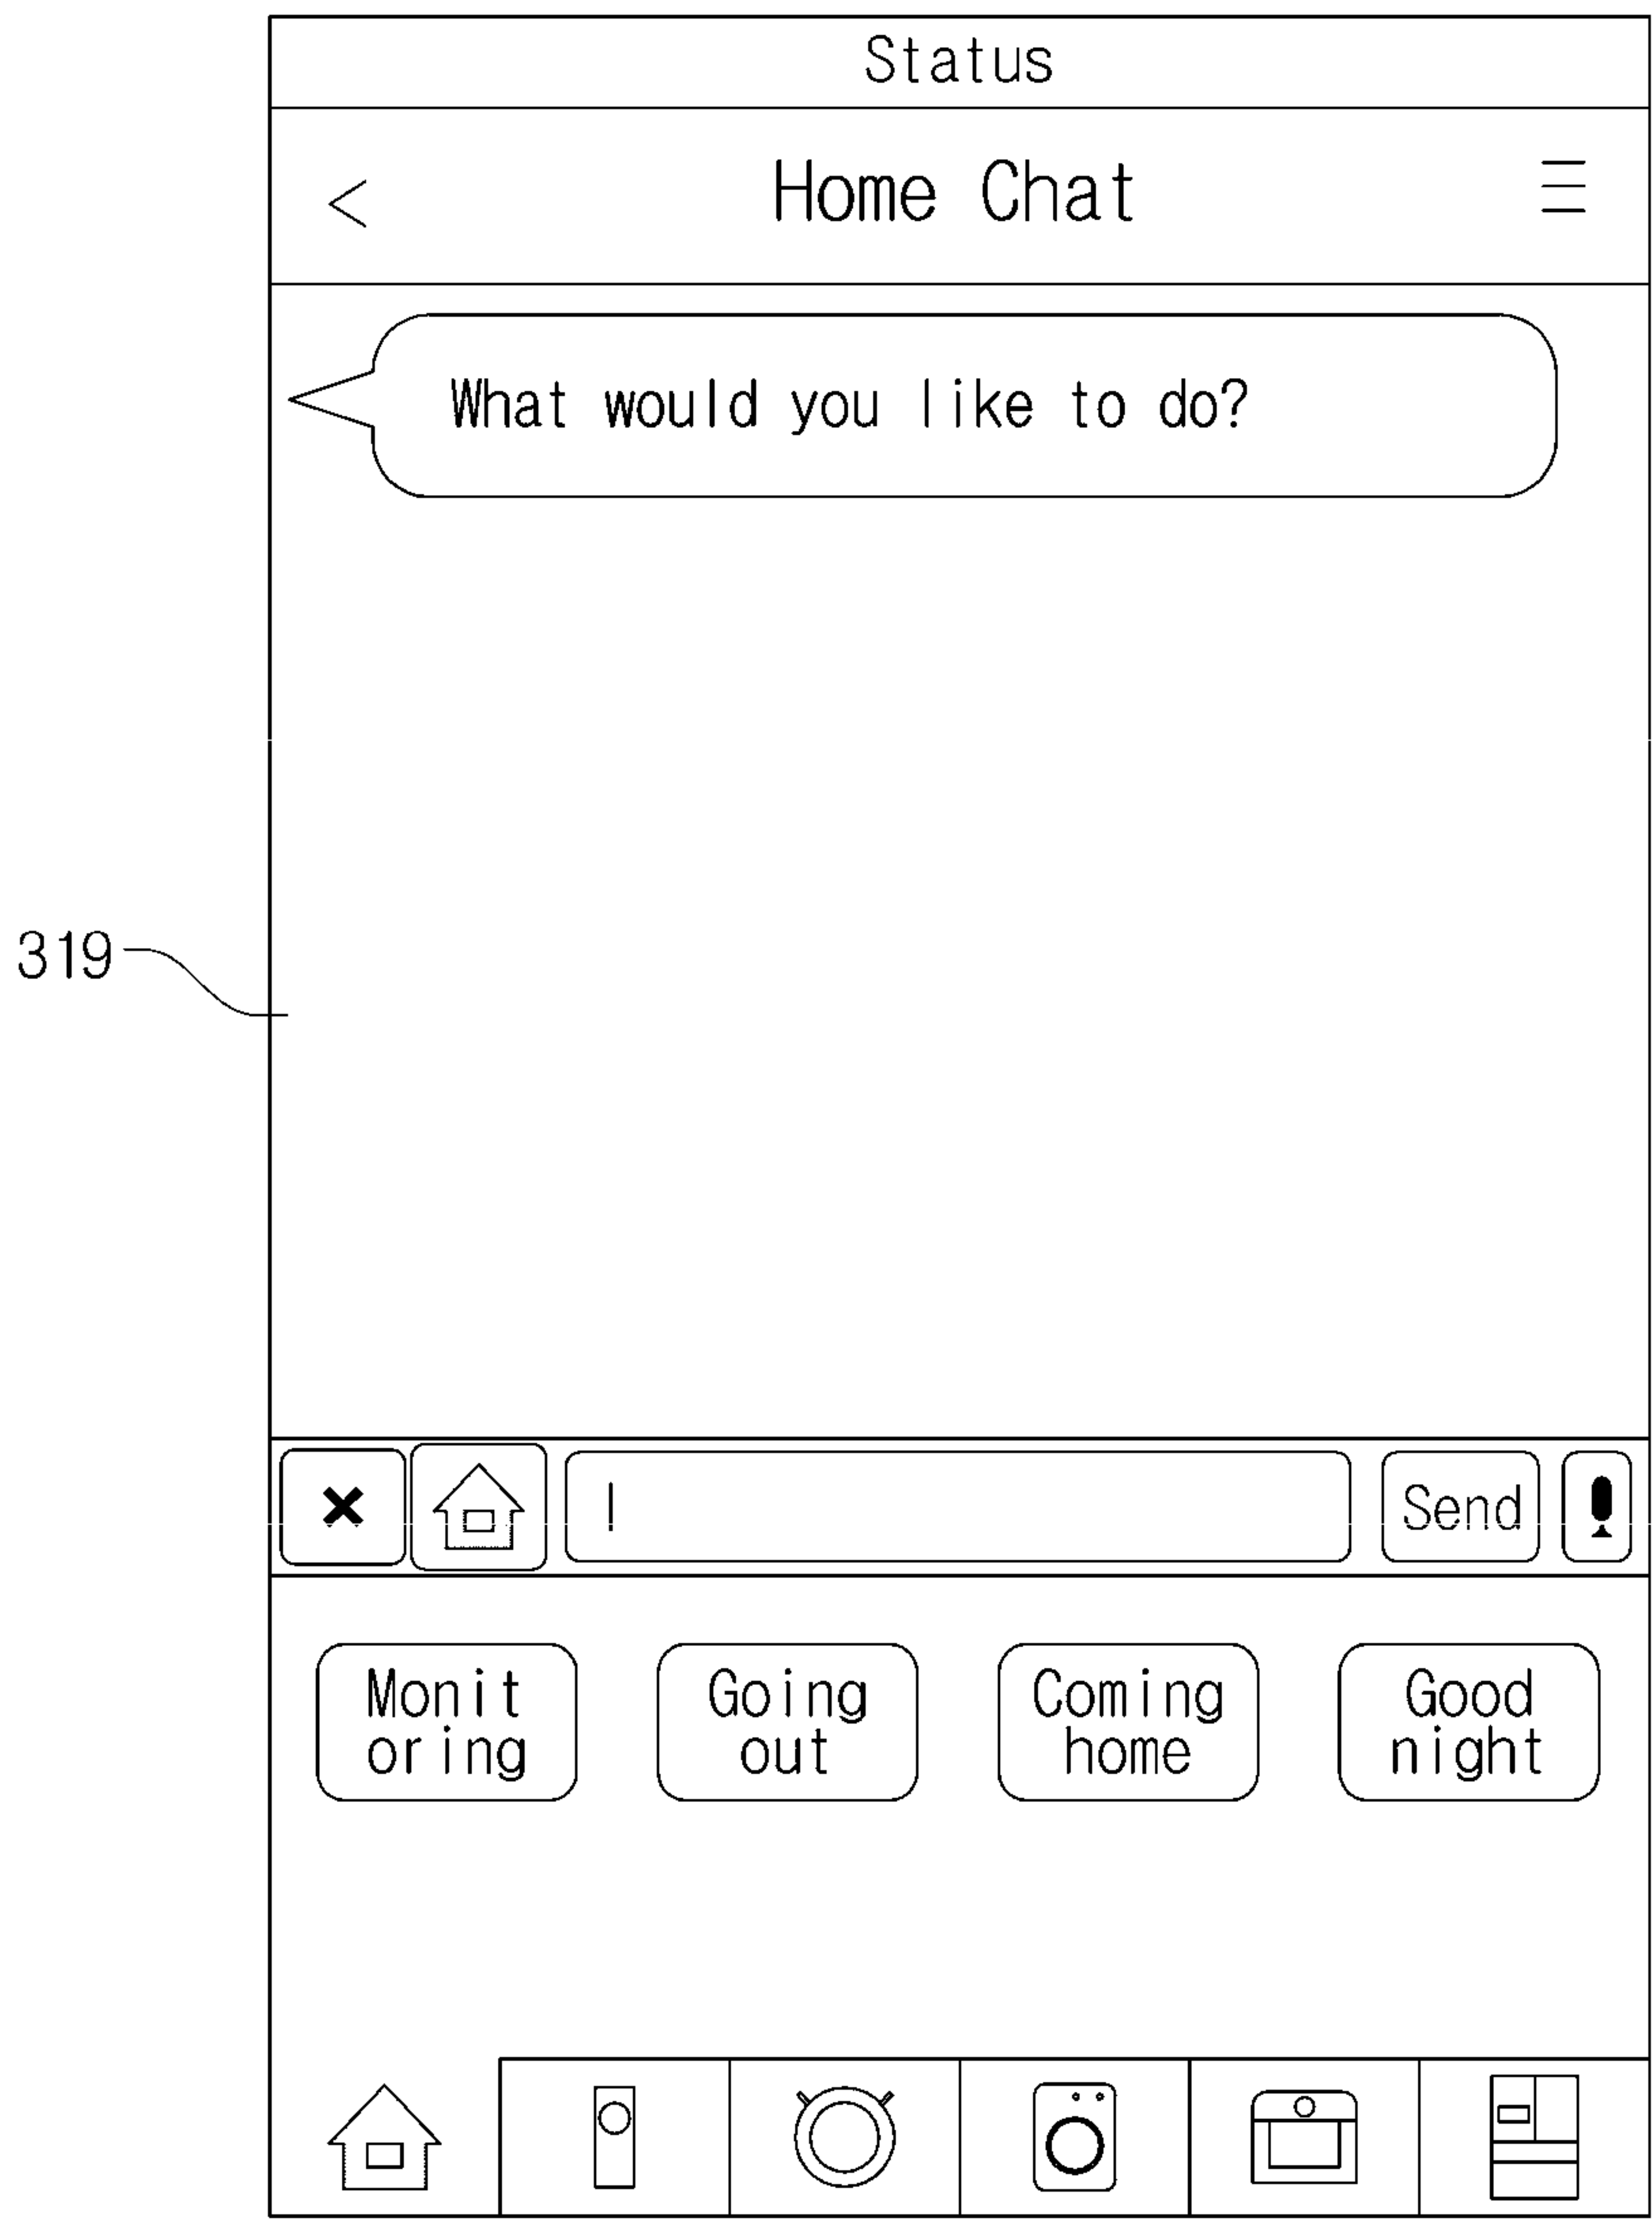 Status
< Home Chat
What would you like to do?
319
Send
Monit
oring
Going
out
Coming
home
Good
night